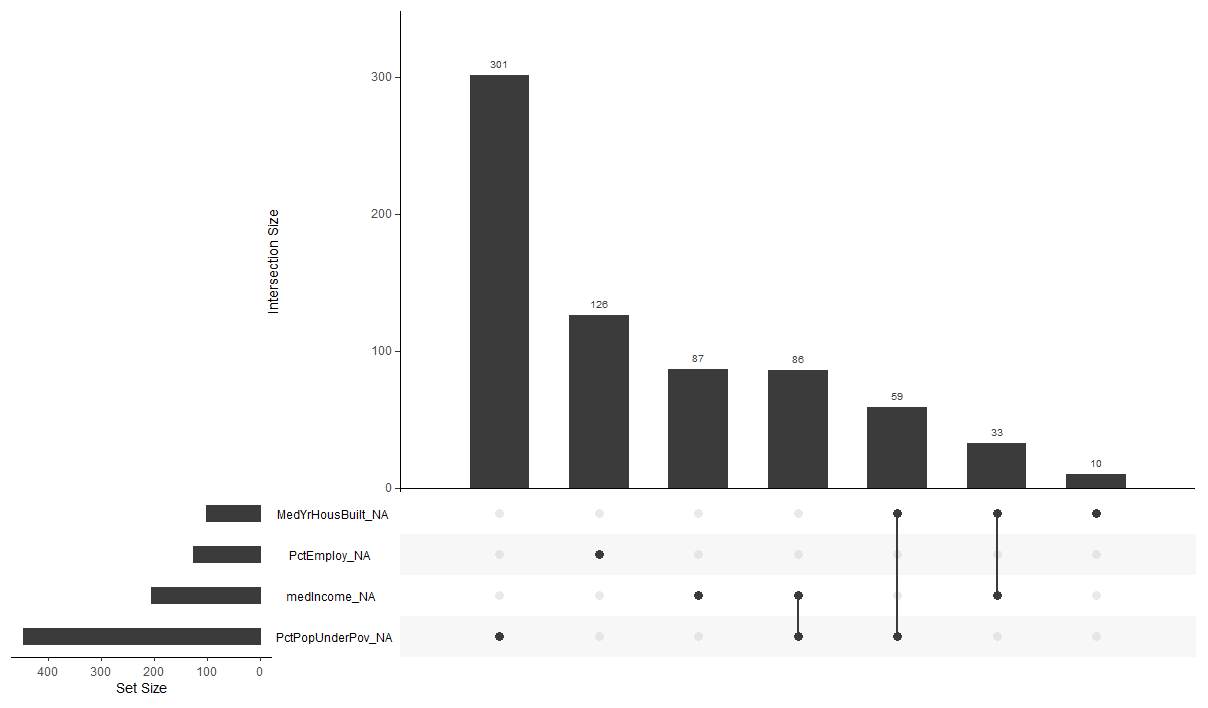 301
300
126
200
Intersection Size
87
86
100
59
33
10
0
MedYrHousBuilt_NA
PctEmploy_NA
medIncome_NA
PctPopUnderPov_NA
400 300 200 100 0
Set Size